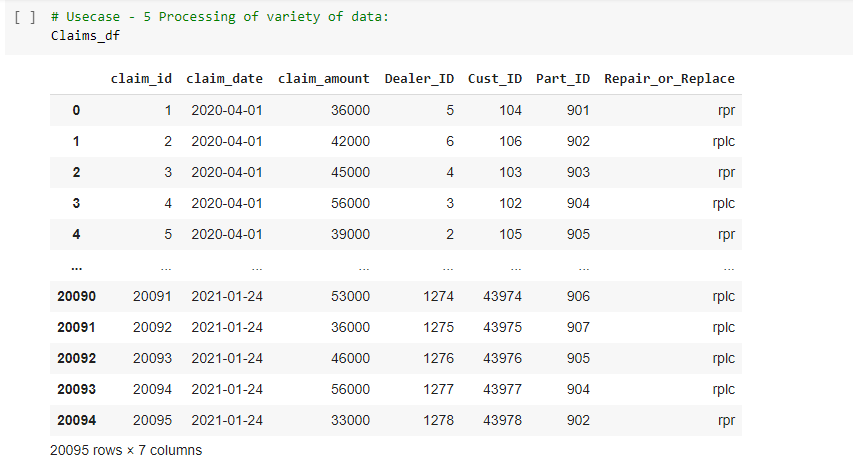 [ ] # Usecase - 5 Processing of variety of data:
Claims_df
claim_id claim_date claim_amount Dealer_ID Cust_ID Part_ID Repair_or_Replace
0 1 2020-04-01 36000 5 104 901 rpr
1 2 2020-04-01 42000 6 106 902 rplc
2 3 2020-04-01 45000 4 103 903 rpr
3 4 2020-04-01 56000 3 102 904 rplc
4 5 2020-04-01 39000 2 105 905 rpr
... ... ... ... ... ... ... ...
20090 20091 2021-01-24 53000 1274 43974 906 rplc
20091 20092 2021-01-24 36000 1275 43975 907 rplc
20092 20093 2021-01-24 46000 1276 43976 905 rplc
20093 20094 2021-01-24 56000 1277 43977 904 rplc
20094 20095 2021-01-24 33000 1278 43978 902 rpr
20095 rows × 7 columns